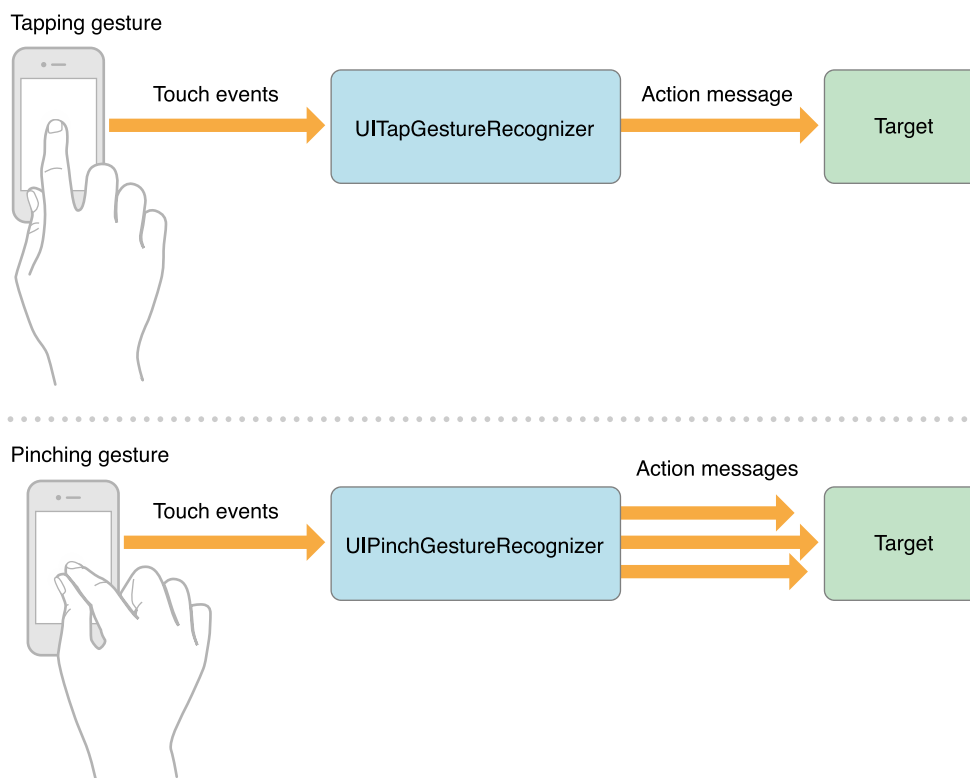 Tapping gesture
Touch events
UITapGestureRecognizer
Action message
Target
Pinching gesture
Touch events
UIPinchGestureRecognizer
Action messages
Target